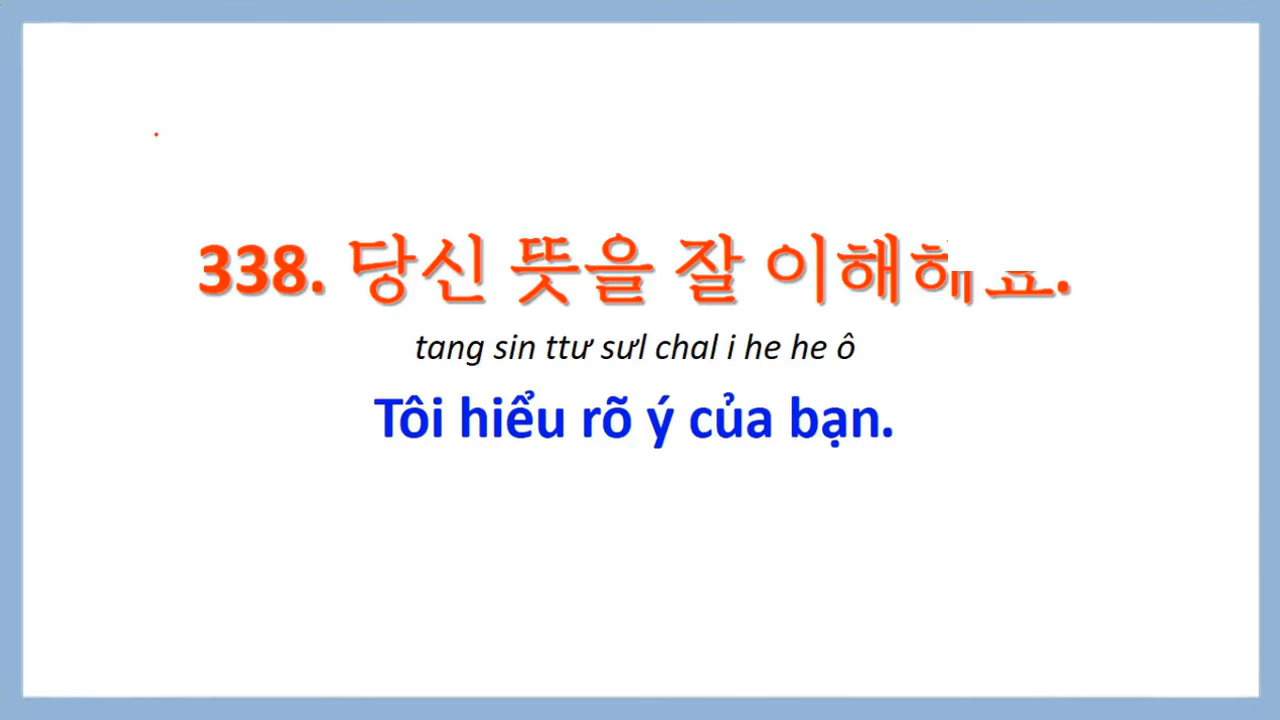 338. 당신 뜻을 잘 이해해요.
tang sin ttư sưl chal i he he ô
Tôi hiểu rõ ý của bạn.